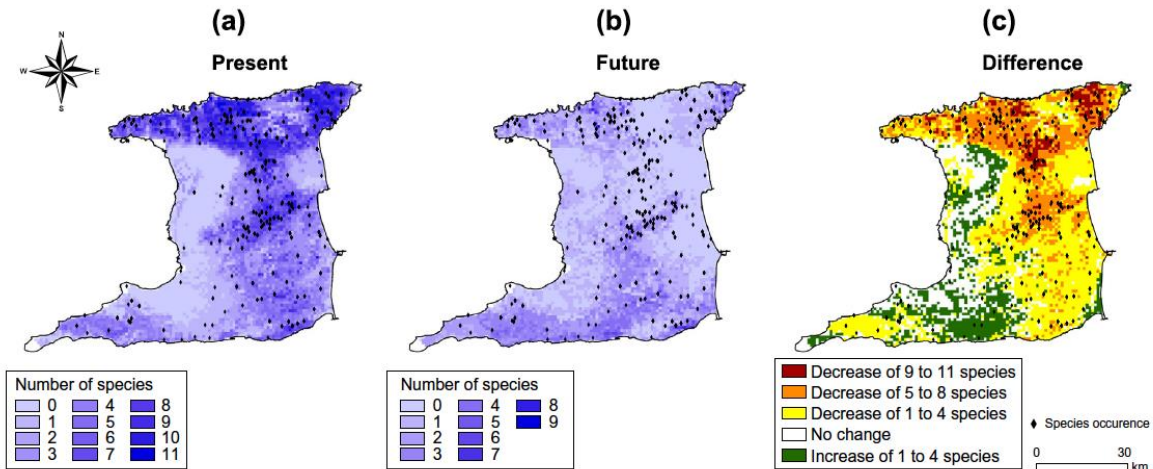 (a)
(b)
(c)
Present
Future
Difference
N
W
E
S
Number of species
0 4 8
1 5 9
2 6 10
3 7 11
Number of species
0 4 8
1 5 9
2 6
3 7
Decrease of 9 to 11 species
Decrease of 5 to 8 species
Decrease of 1 to 4 species
No change
Increase of 1 to 4 species
Species occurence
0 30
km